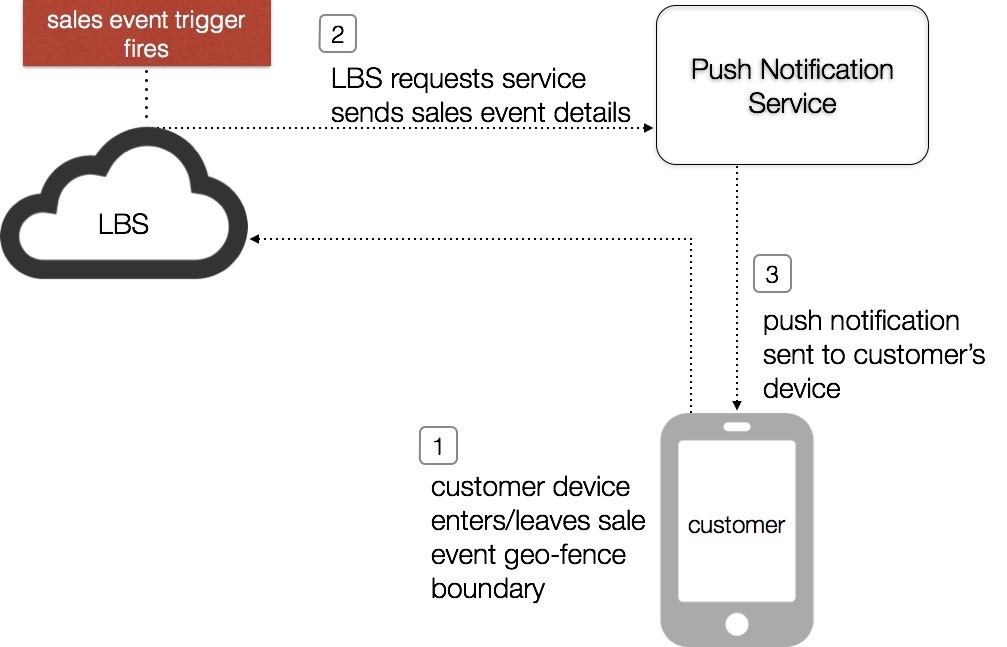 sales event trigger
fires
2
LBS requests service
sends sales event details
Push Notification
Service
LBS
3
push notification
sent to customer’s
device
1
customer device
enters/leaves sale
event geo-fence
boundary
customer